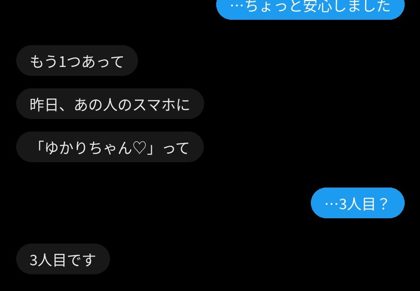 …ちょっと安心しました
もう1つあって
昨日、あの人のスマホに
「ゆかりちゃん♡」って
…3人目？
3人目です